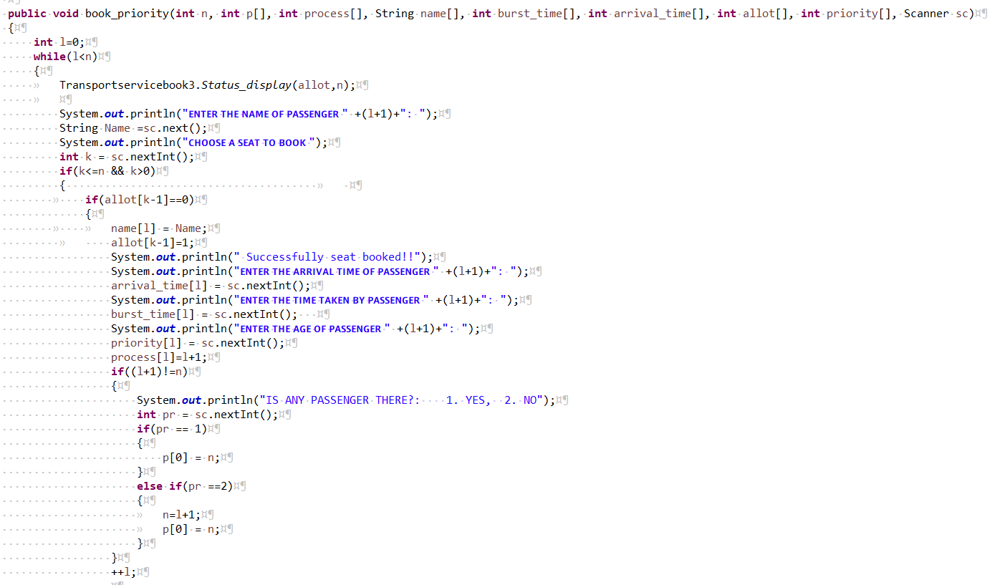 public void book_priority(int n, int p[], int process[], String name[], int burst_time[], int arrival_time[], int allot[], int priority[], Scanner sc)¤¶
{¤¶
int l=0;¤¶
while(l<n)¤¶
{¤¶
» Transportservicebook3.Status_display(allot,n);¤¶
» ¤¶
System.out.println("ENTER THE NAME OF PASSENGER " +(l+1)+": ");¤¶
String Name =sc.next();¤¶
System.out.println("CHOOSE A SEAT TO BOOK ");¤¶
int k = sc.nextInt();¤¶
if(k<=n && k>0)¤¶
{ » ¤¶
» if(allot[k-1]==0)¤¶
{¤¶
» » name[l] = Name;¤¶
» allot[k-1]=1;¤¶
System.out.println(" Successfully seat booked!!");¤¶
System.out.println("ENTER THE ARRIVAL TIME OF PASSENGER " +(l+1)+": ");¤¶
arrival_time[l] = sc.nextInt();¤¶
System.out.println("ENTER THE TIME TAKEN BY PASSENGER " +(l+1)+": ");¤¶
burst_time[l] = sc.nextInt(); ¤¶
System.out.println("ENTER THE AGE OF PASSENGER " +(l+1)+": ");¤¶
priority[l] = sc.nextInt();¤¶
process[l]=l+1;¤¶
if((l+1)!=n)¤¶
{¤¶
System.out.println("IS ANY PASSENGER THERE?: 1. YES, 2. NO");¤¶
int pr = sc.nextInt();¤¶
if(pr == 1)¤¶
{¤¶
p[0] = n;¤¶
}¤¶
else if(pr ==2)¤¶
{¤¶
» n=l+1;¤¶
» p[0] = n;¤¶
}¤¶
}¤¶
++l;¤¶